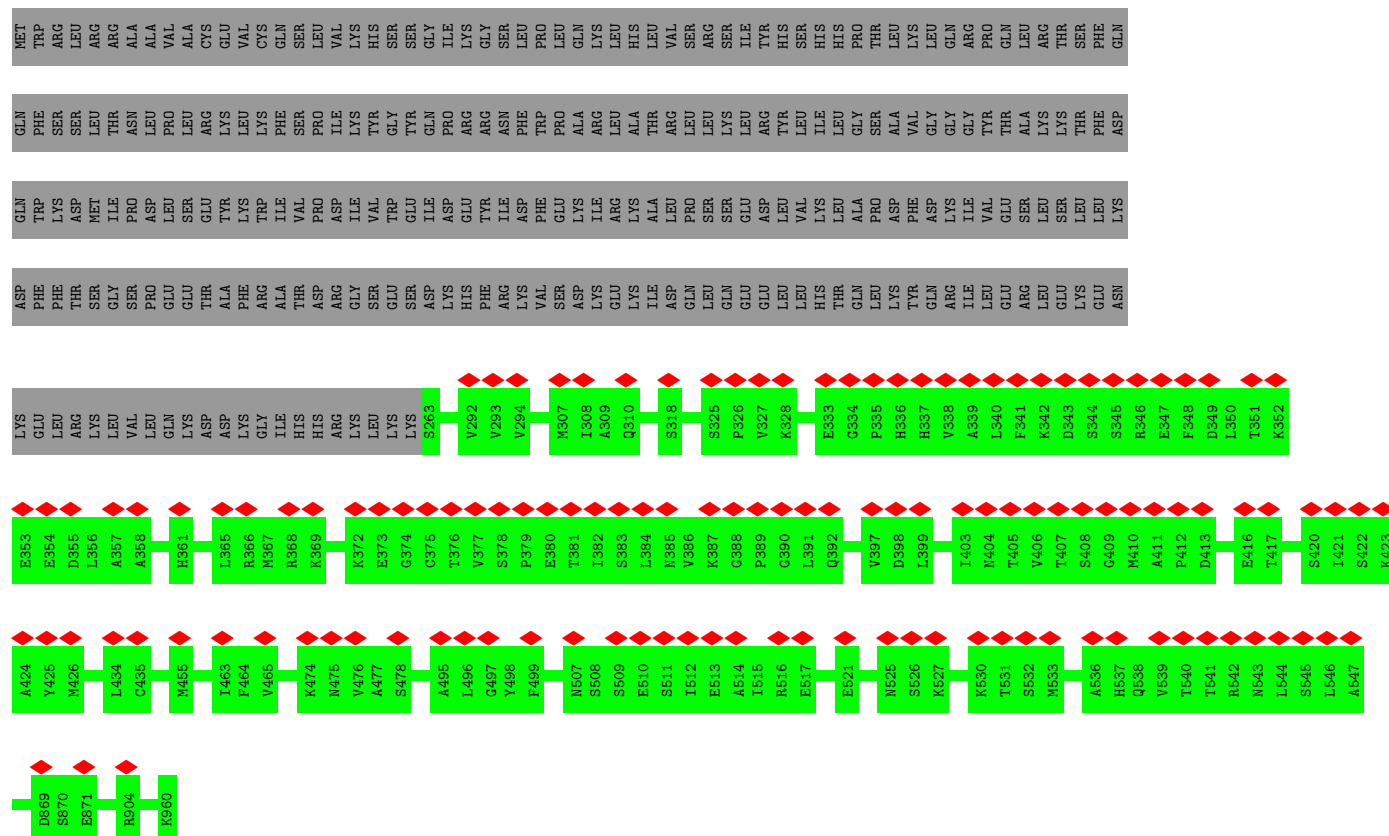 MET TRP ARG LEU ARG ARG ALA ALA VAL ALA CYS GLU VAL CYS GLN SER LEU VAL LYS HIS SER SER GLY ILE LYS GLY SER LEU PRO LEU GLN LYS LEU HIS LEU VAL SER ARG SER ILE TYR HIS SER HIS HIS PRO THR LEU LYS LEU GLN ARG PRO GLN LEU ARG THR SER PHE GLN
GLN PHE SER SER LEU THR ASN LEU PRO LEU ARG LYS LEU LYS PHE SER PRO ILE LYS TYR GLY TYR GLN PRO ARG ARG ASN PHE TRP PRO ALA ARG LEU ALA THR ARG LEU LEU LYS LEU ARG TYR LEU ILE LEU GLY SER ALA VAL GLY GLY GLY TYR THR ALA LYS LYS THR PHE ASP
GLN TRP LYS ASP MET ILE PRO ASP LEU SER GLU TYR LYS TRP ILE VAL PRO ASP ILE VAL TRP GLU ILE ASP GLU TYR ILE ASP PHE GLU LYS ILE ARG LYS ALA LEU PRO SER SER GLU ASP LEU VAL LYS LEU ALA PRO ASP PHE ASP LYS ILE VAL GLU SER LEU SER LEU LEU LYS
ASP PHE PHE THR SER GLY SER PRO GLU GLU THR ALA PHE ARG ALA THR ASP ARG GLY SER GLU SER ASP LYS HIS PHE ARG LYS VAL SER ASP LYS GLU LYS ILE ASP GLN LEU GLN GLU GLU LEU LEU HIS THR GLN LEU LYS TYR GLN ARG ILE LEU GLU ARG LEU GLU LYS GLU ASN
LYS GLU LEU ARG LYS LEU VAL LEU GLN LYS ASP ASP LYS GLY ILE HIS HIS ARG LYS LEU LYS LYS S263 V292 V293 V294 M307 I308 A309 Q310 S318 S325 P326 V327 K328 E333 G334 P335 H336 H337 V338 A339 L340 F341 K342 D343 S344 S345 R346 E347 F348 D349 L350 T351 K352
E353 E354 D355 L356 A357 A358 H361 L365 R366 M367 R368 K369 K372 E373 G374 C375 T376 V377 S378 P379 E380 T381 I382 S383 L384 N385 V386 K387 G388 P389 G390 L391 Q392 V397 D398 L399 I403 N404 T405 V406 T407 S408 G409 M410 A411 P412 D413 E416 T417 S420 I421 S422 K423
A424 Y425 M426 L434 C435 M455 I463 F464 V465 K474 N475 V476 A477 S478 A495 L496 G497 Y498 F499 N507 S508 S509 E510 S511 I512 E513 A514 I515 R516 E517 E521 N525 S526 K527 K530 T531 S532 M533 A536 H537 Q538 V539 T540 T541 R542 N543 L544 S545 L546 A547
D869 S870 E871 R904 K960